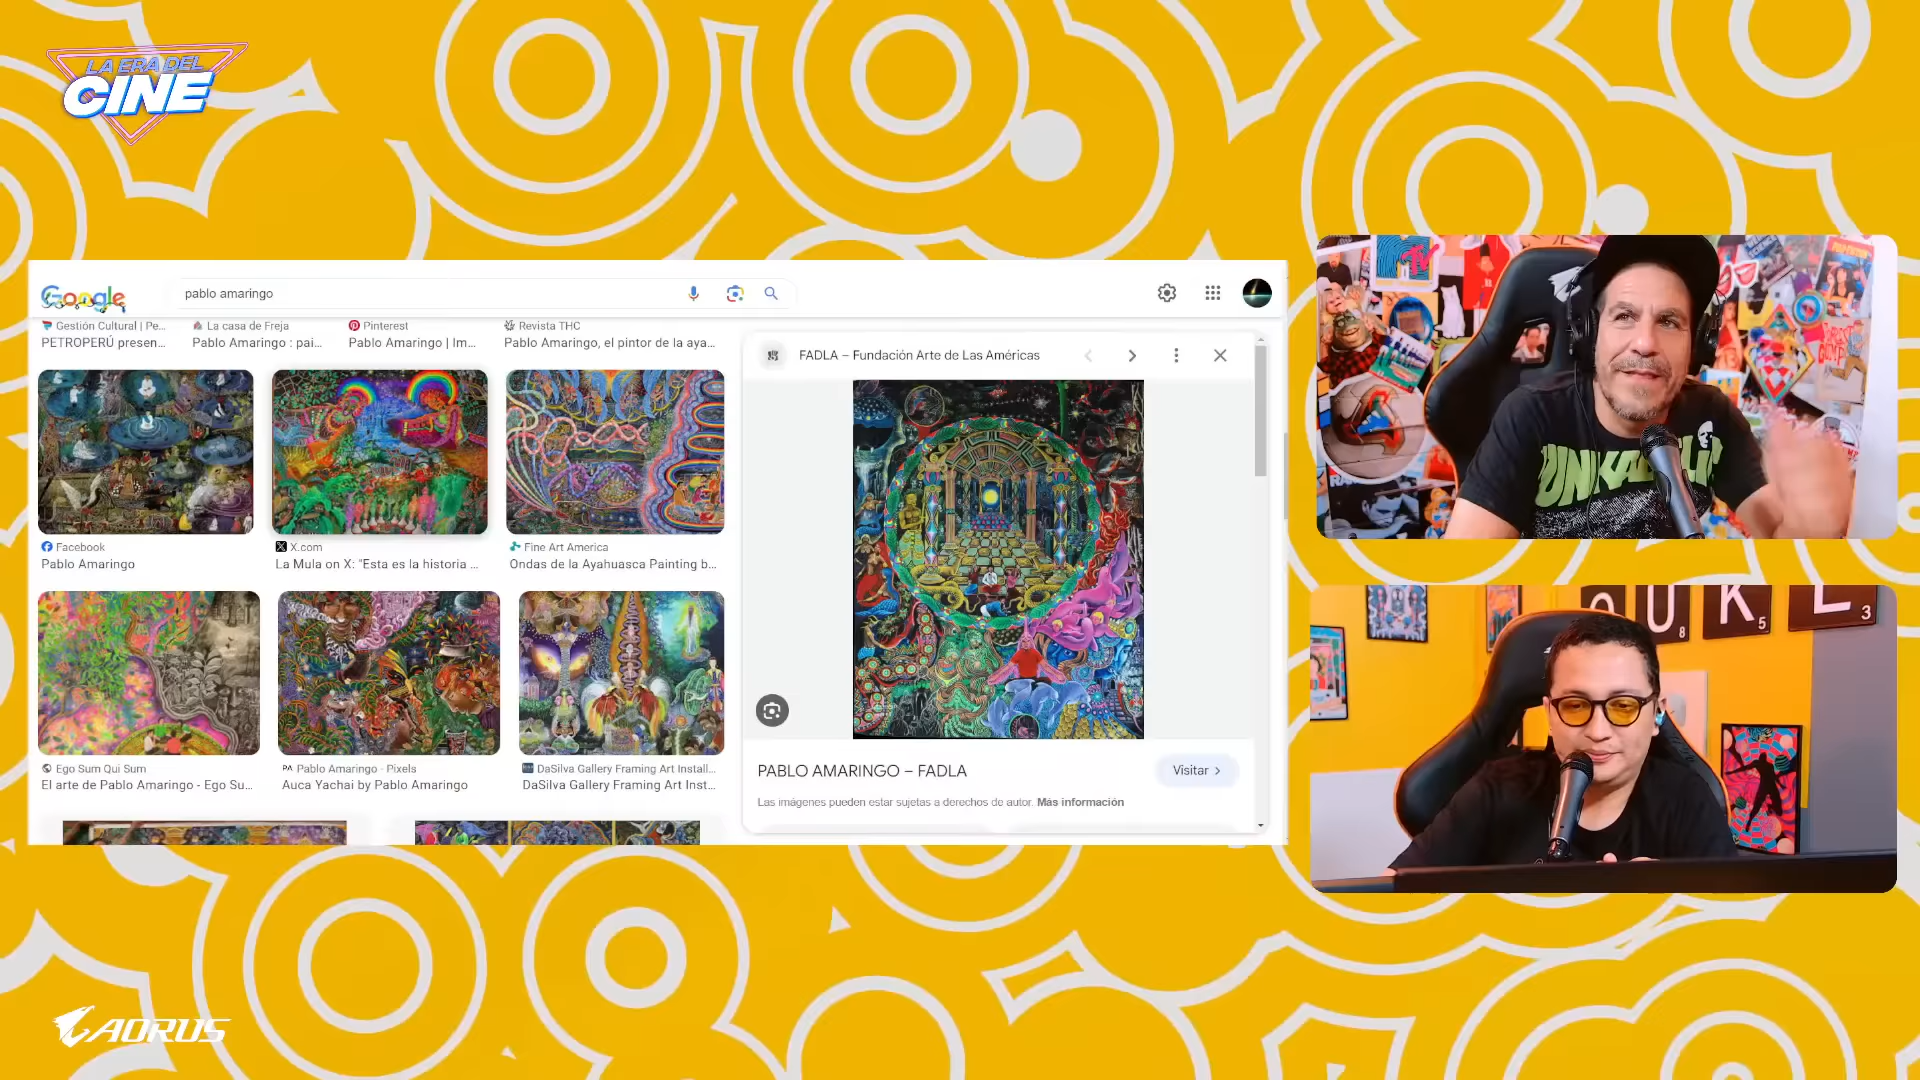 LA ERA DEL
CINE
Google
pablo amaringo
Gestión Cultural | Pe...
PETROPERÚ presen...
La casa de Freja
Pablo Amaringo : pai...
Pinterest
Pablo Amaringo | Im...
Revista THC
Pablo Amaringo, el pintor de la aya...
Facebook
Pablo Amaringo
X.com
La Mula on X: "Esta es la historia ...
Fine Art America
Ondas de la Ayahuasca Painting b...
Ego Sum Qui Sum
El arte de Pablo Amaringo - Ego Su...
PA Pablo Amaringo - Pixels
Auca Yachai by Pablo Amaringo
DaSilva Gallery Framing Art Install...
DaSilva Gallery Framing Art Inst...
FADLA – Fundación Arte de Las Américas
PABLO AMARINGO – FADLA
Visitar
Las imágenes pueden estar sujetas a derechos de autor. Más información
MTV
U 8
K 5
3
AORUS